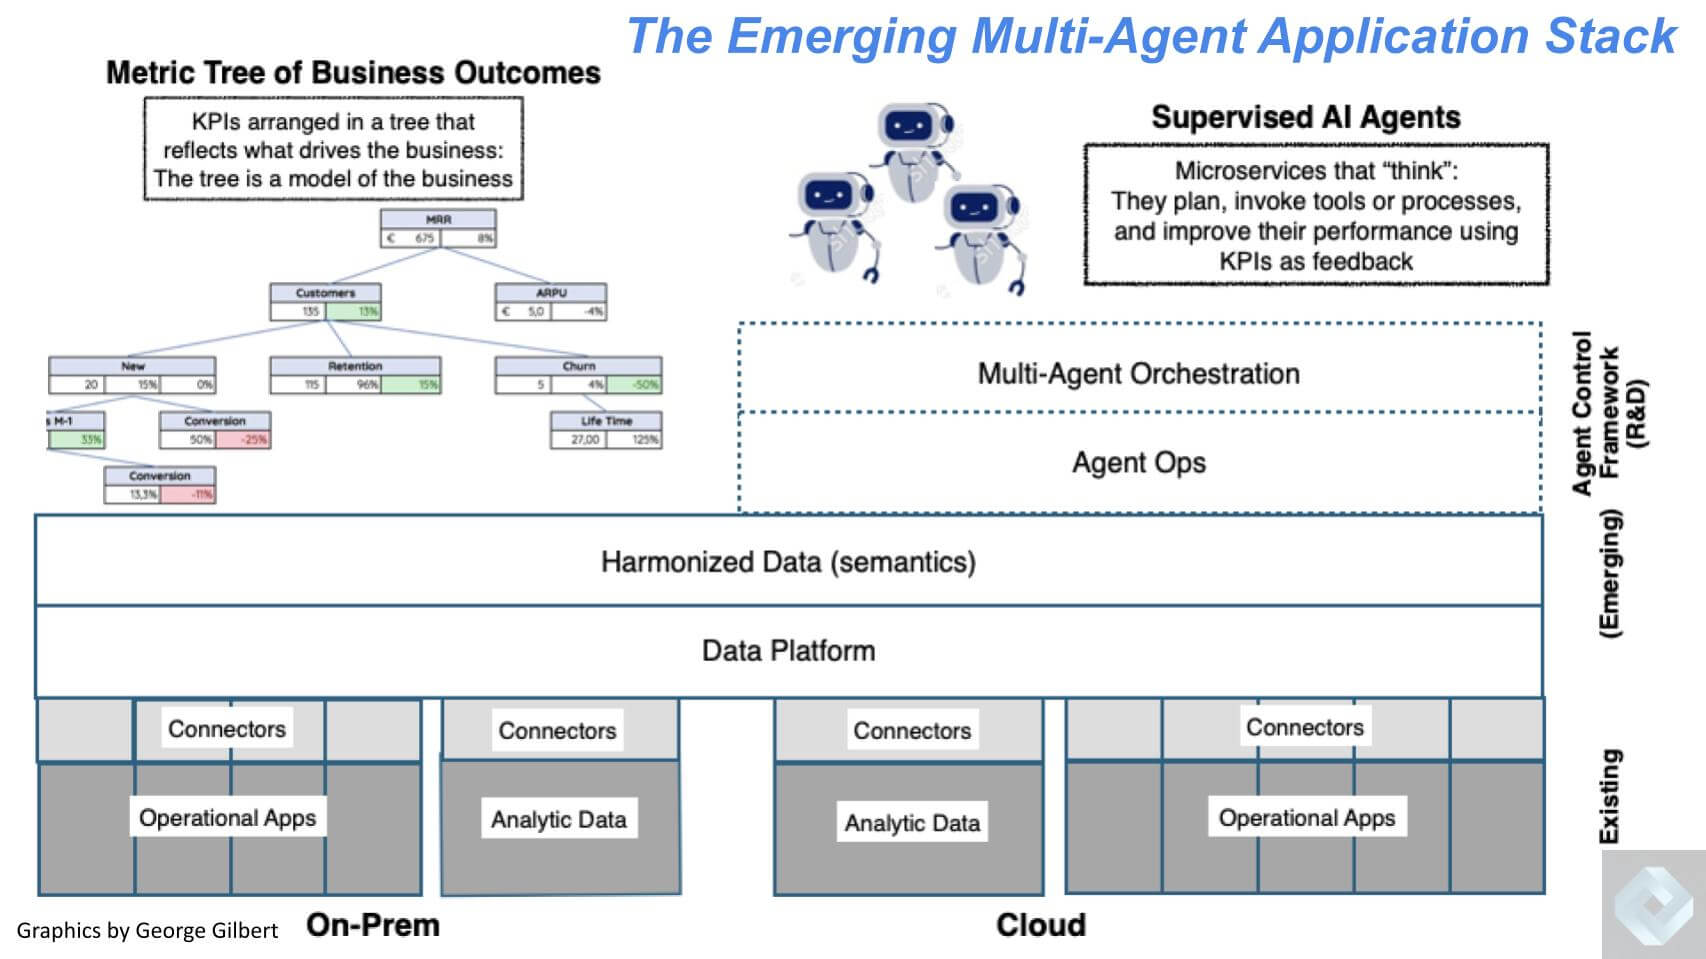 The Emerging Multi-Agent Application Stack
Metric Tree of Business Outcomes
KPIs arranged in a tree that
reflects what drives the business:
The tree is a model of the business
MRR
€ 675 8%
Customers
135 13%
ARPU
€ 5,0 -4%
New
20 15% 0%
Retention
115 96% 15%
Churn
5 4% -50%
s M-1
33%
Conversion
50% -25%
Life Time
27,00 125%
Conversion
13,3% -11%
Supervised AI Agents
Microservices that “think”:
They plan, invoke tools or processes,
and improve their performance using
KPIs as feedback
Multi-Agent Orchestration
Agent Ops
Agent Control
Framework
(R&D)
Harmonized Data (semantics)
Data Platform
(Emerging)
Connectors
Connectors
Connectors
Connectors
Operational Apps
Analytic Data
Analytic Data
Operational Apps
Existing
Graphics by George Gilbert
On-Prem
Cloud